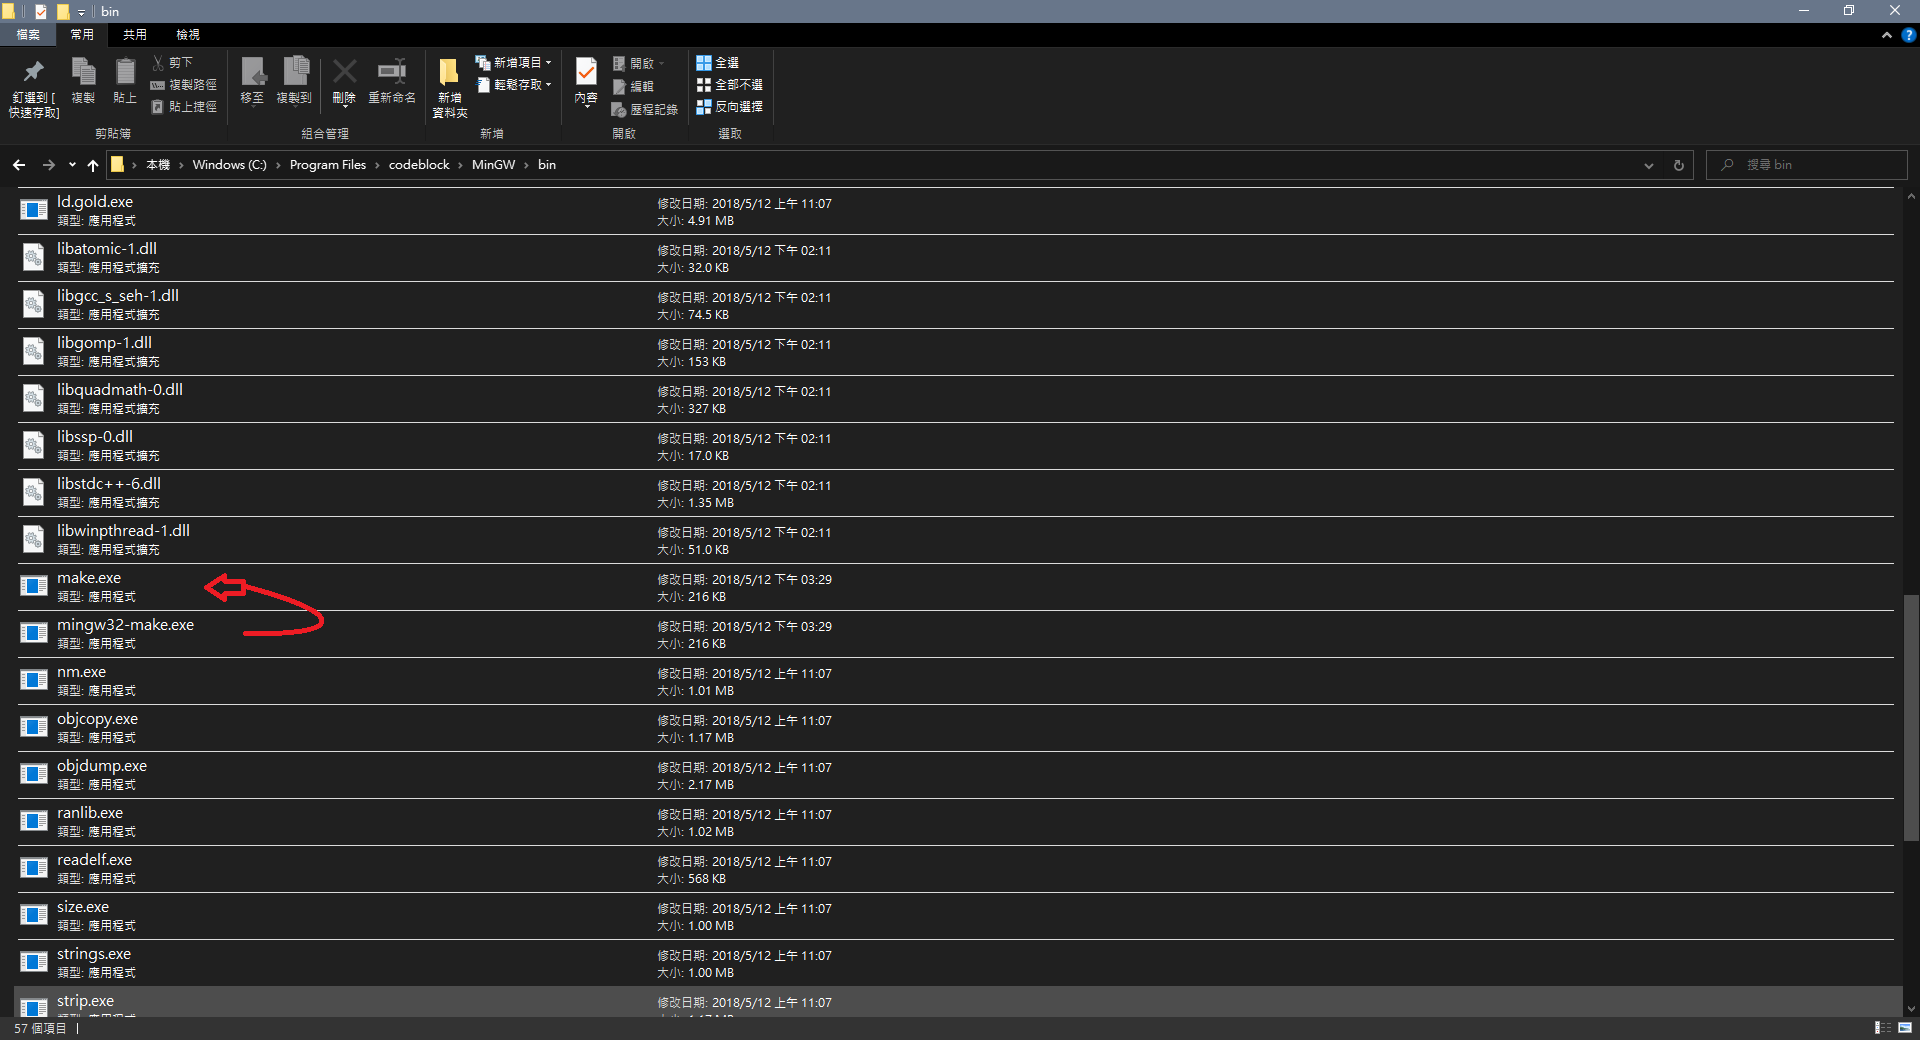 bin
檔案 常用 共用 檢視
釘選到 [
快速存取]
複製
貼上
剪下
複製路徑
貼上捷徑
剪貼簿
移至
複製到
刪除
重新命名
組合管理
新增
資料夾
新增項目
輕鬆存取
新增
內容
開啟
編輯
歷程記錄
開啟
全選
全部不選
反向選擇
選取
本機 Windows (C:) Program Files codeblock MinGW bin
搜尋 bin
ld.gold.exe
類型: 應用程式
修改日期: 2018/5/12 上午 11:07
大小: 4.91 MB
libatomic-1.dll
類型: 應用程式擴充
修改日期: 2018/5/12 下午 02:11
大小: 32.0 KB
libgcc_s_seh-1.dll
類型: 應用程式擴充
修改日期: 2018/5/12 下午 02:11
大小: 74.5 KB
libgomp-1.dll
類型: 應用程式擴充
修改日期: 2018/5/12 下午 02:11
大小: 153 KB
libquadmath-0.dll
類型: 應用程式擴充
修改日期: 2018/5/12 下午 02:11
大小: 327 KB
libssp-0.dll
類型: 應用程式擴充
修改日期: 2018/5/12 下午 02:11
大小: 17.0 KB
libstdc++-6.dll
類型: 應用程式擴充
修改日期: 2018/5/12 下午 02:11
大小: 1.35 MB
libwinpthread-1.dll
類型: 應用程式擴充
修改日期: 2018/5/12 下午 02:11
大小: 51.0 KB
make.exe
類型: 應用程式
修改日期: 2018/5/12 下午 03:29
大小: 216 KB
mingw32-make.exe
類型: 應用程式
修改日期: 2018/5/12 下午 03:29
大小: 216 KB
nm.exe
類型: 應用程式
修改日期: 2018/5/12 上午 11:07
大小: 1.01 MB
objcopy.exe
類型: 應用程式
修改日期: 2018/5/12 上午 11:07
大小: 1.17 MB
objdump.exe
類型: 應用程式
修改日期: 2018/5/12 上午 11:07
大小: 2.17 MB
ranlib.exe
類型: 應用程式
修改日期: 2018/5/12 上午 11:07
大小: 1.02 MB
readelf.exe
類型: 應用程式
修改日期: 2018/5/12 上午 11:07
大小: 568 KB
size.exe
類型: 應用程式
修改日期: 2018/5/12 上午 11:07
大小: 1.00 MB
strings.exe
類型: 應用程式
修改日期: 2018/5/12 上午 11:07
大小: 1.00 MB
strip.exe
修改日期: 2018/5/12 上午 11:07
57 個項目